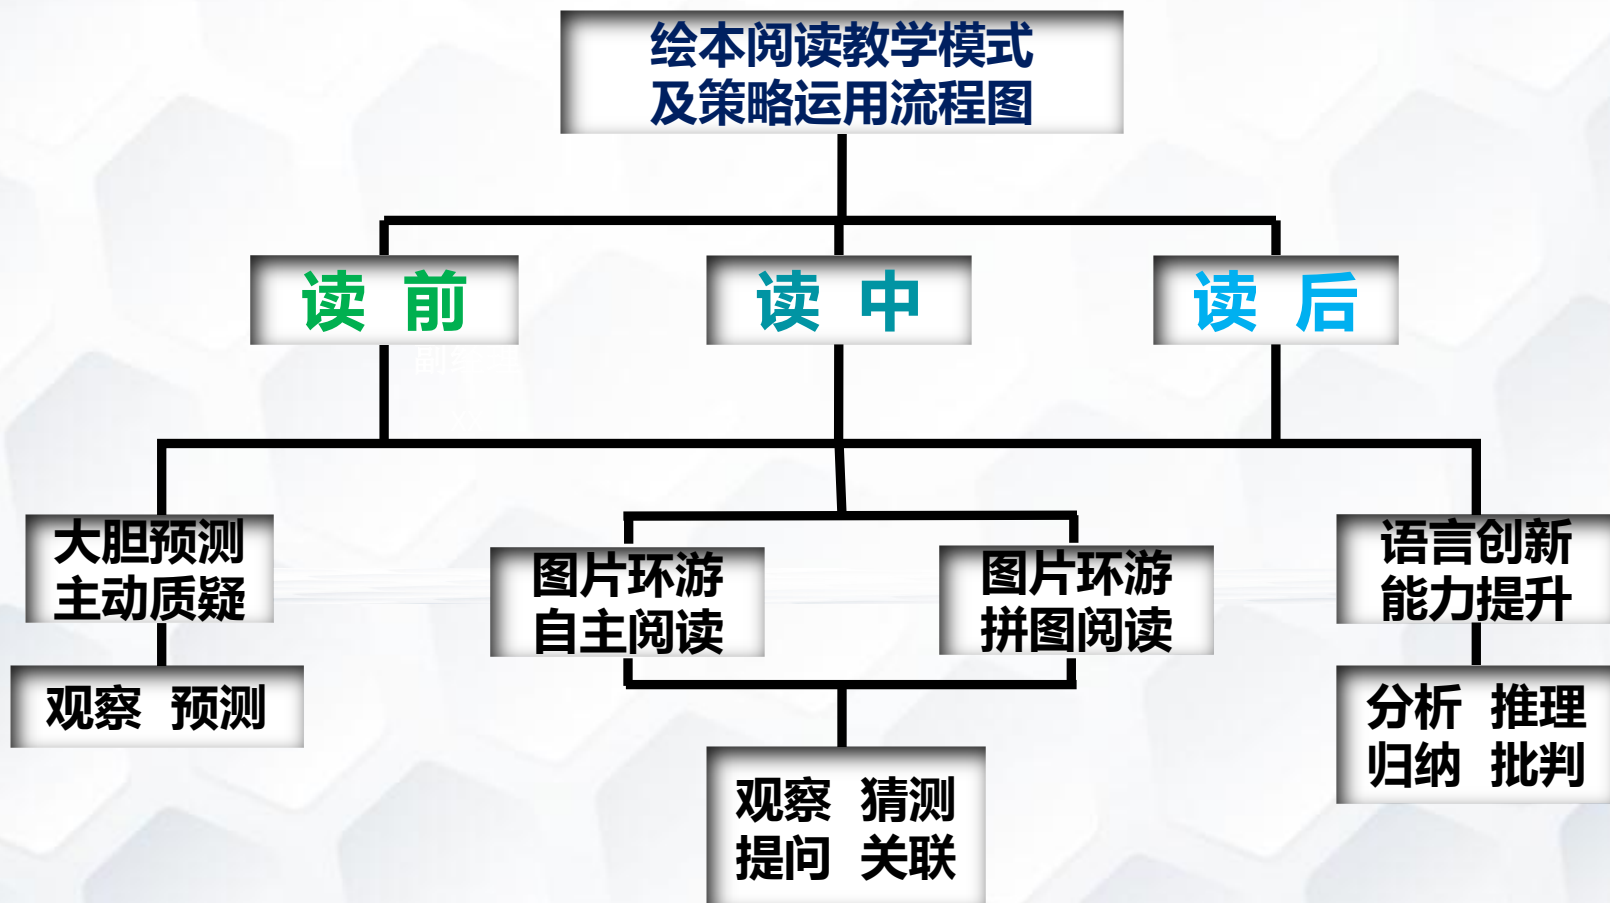 绘本阅读教学模式
及策略运用流程图
读 前
读 中
读 后
大胆预测
主动质疑
图片环游
自主阅读
图片环游
拼图阅读
语言创新
能力提升
观察 预测
观察 猜测
提问 关联
分析 推理
归纳 批判